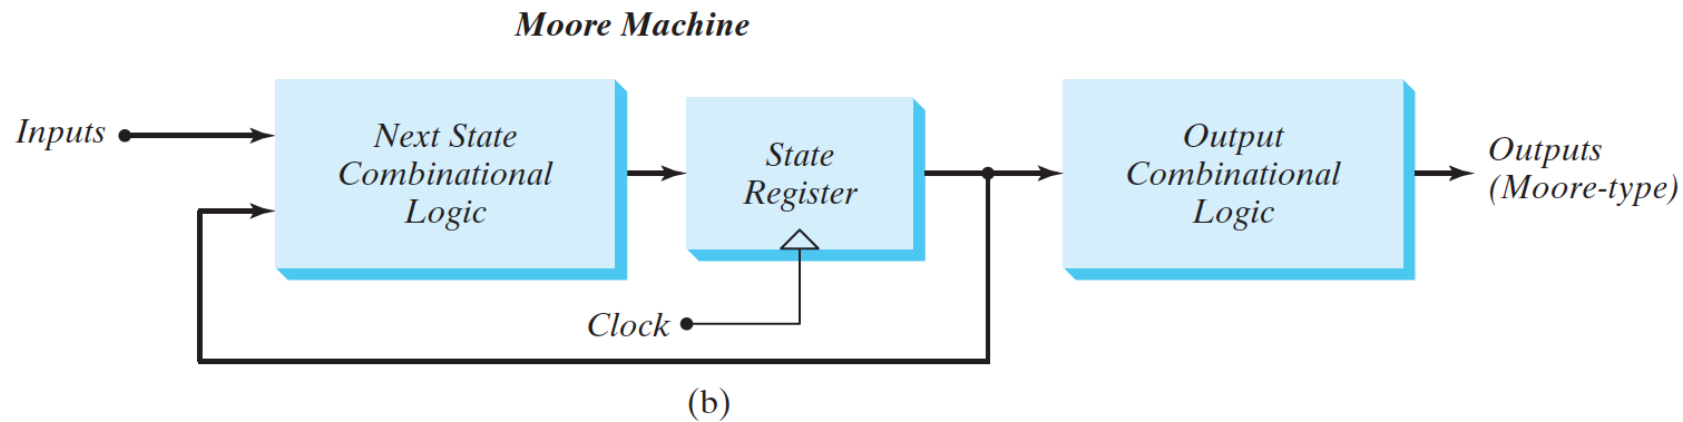 Moore Machine
Inputs
Next State
Combinational
Logic
State
Register
Clock
Output
Combinational
Logic
Outputs
(Moore-type)
(b)